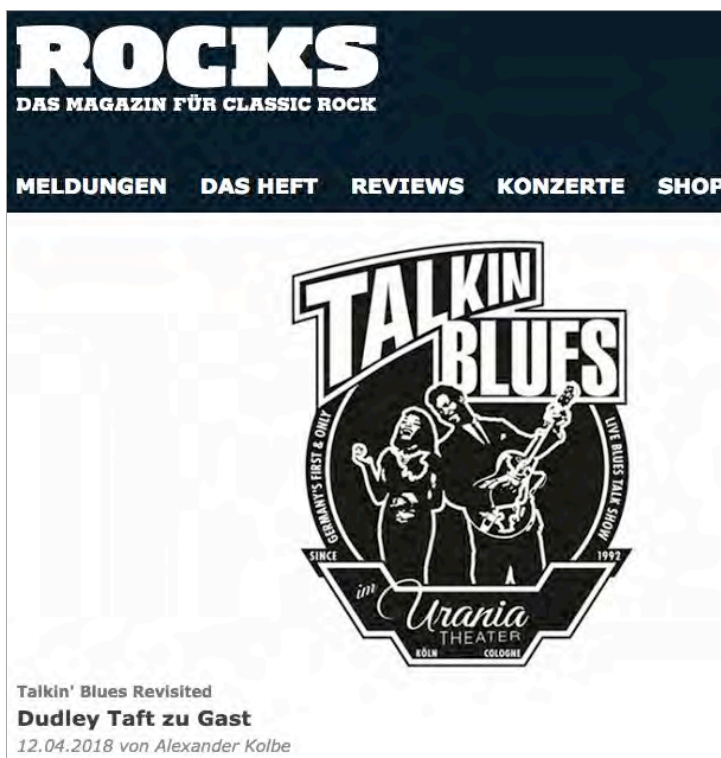 ROCKS
DAS MAGAZIN FÜR CLASSIC ROCK
MELDUNGEN DAS HEFT REVIEWS KONZERTE SHOP
TALKIN
BLUES
GERMANY'S FIRST & ONLY
LIVE BLUES TALK SHOW
SINCE 1992
im
Urania
THEATER
KÖLN COLOGNE
Talkin' Blues Revisited
Dudley Taft zu Gast
12.04.2018 von Alexander Kolbe